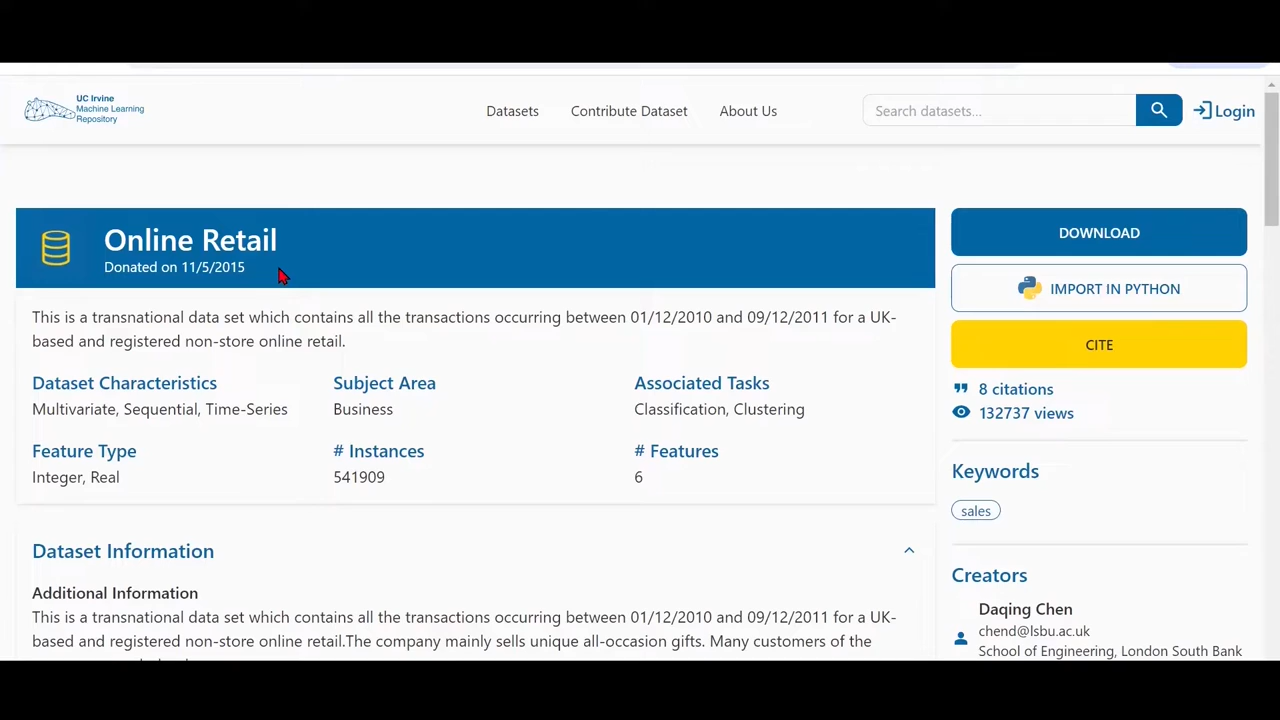 UC Irvine
Machine Learning
Repository
Datasets
Contribute Dataset
About Us
Search datasets...
Login
Online Retail
Donated on 11/5/2015
This is a transnational data set which contains all the transactions occurring between 01/12/2010 and 09/12/2011 for a UK-
based and registered non-store online retail.
Dataset Characteristics
Multivariate, Sequential, Time-Series
Subject Area
Business
Associated Tasks
Classification, Clustering
Feature Type
Integer, Real
# Instances
541909
# Features
6
Dataset Information
Additional Information
This is a transnational data set which contains all the transactions occurring between 01/12/2010 and 09/12/2011 for a UK-
based and registered non-store online retail.The company mainly sells unique all-occasion gifts. Many customers of the
DOWNLOAD
IMPORT IN PYTHON
CITE
8 citations
132737 views
Keywords
sales
Creators
Daqing Chen
chend@lsbu.ac.uk
School of Engineering, London South Bank